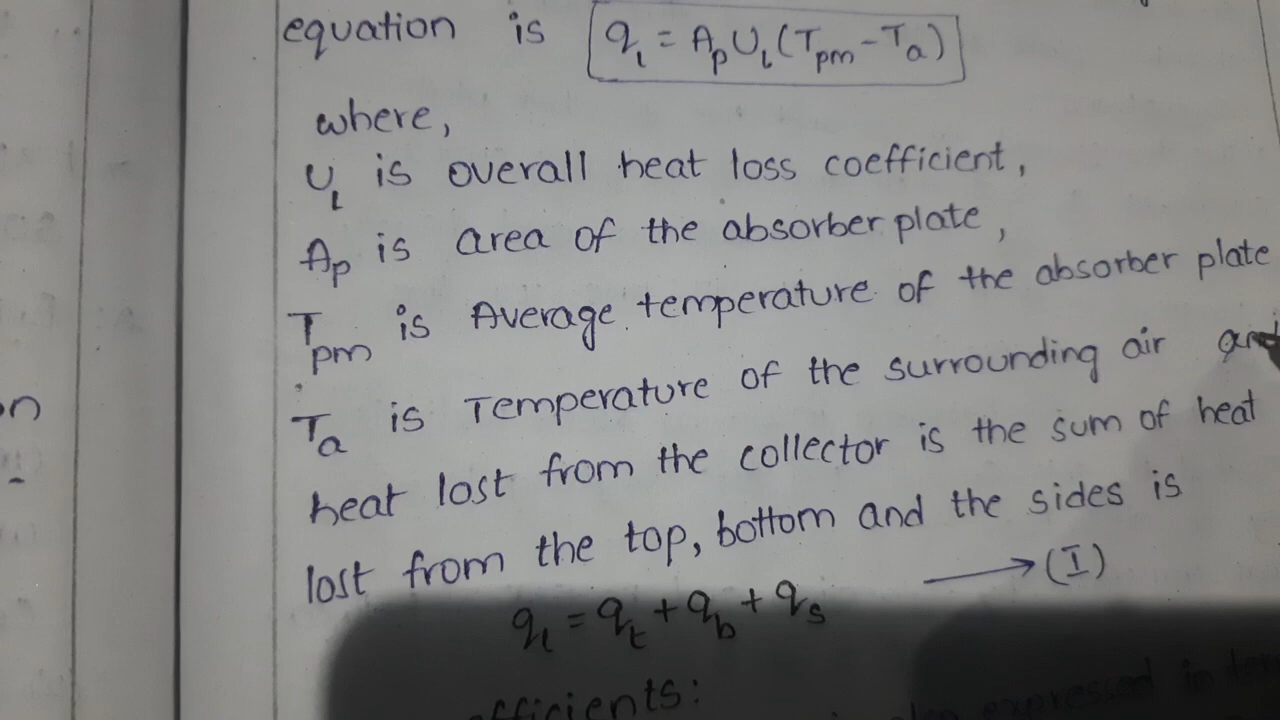 equation is q_l = A_p U_l (T_pm - T_a)
where,
U_l is overall heat loss coefficient,
A_p is area of the absorber plate,
T_pm is Average temperature of the absorber plate
T_a is Temperature of the surrounding air and
heat lost from the collector is the sum of heat
lost from the top, bottom and the sides is
q_l = q_t + q_b + q_s → (I)
expressed in